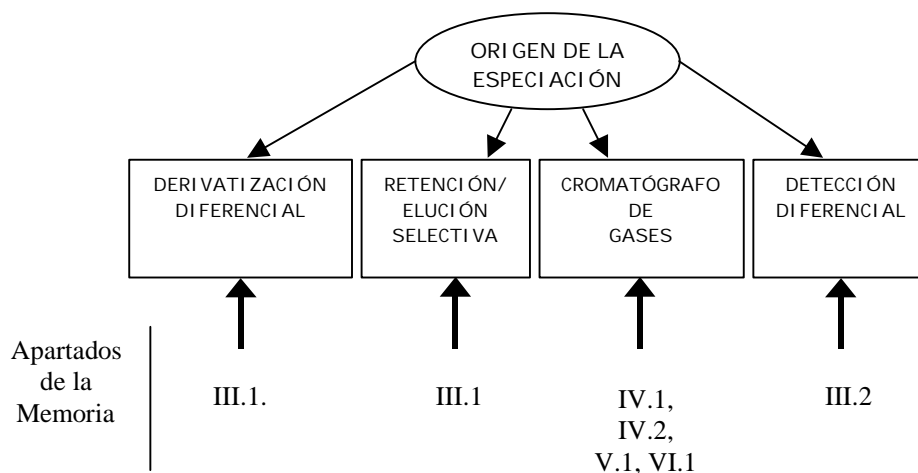 ORIGEN DE LA
ESPECIACIÓN
DERIVATIZACIÓN
DIFERENCIAL
RETENCIÓN/
ELUCIÓN
SELECTIVA
CROMATÓGRAFO
DE
GASES
DETECCIÓN
DIFERENCIAL
Apartados
de la
Memoria
III.1.
III.1
IV.1,
IV.2,
V.1, VI.1
III.2